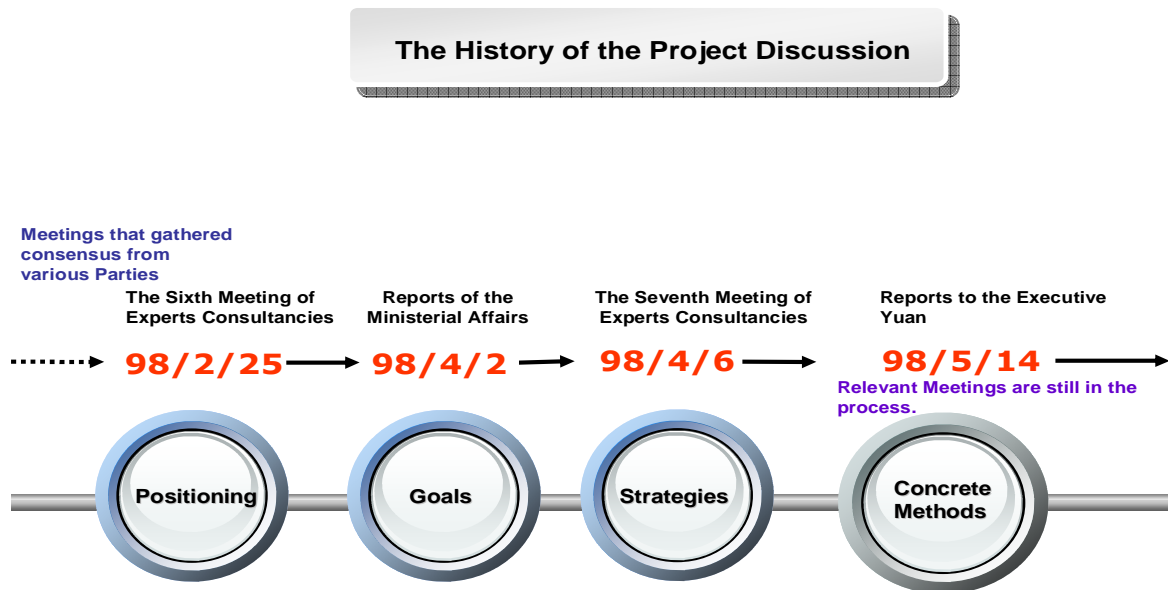 The History of the Project Discussion
Meetings that gathered
consensus from
various Parties
The Sixth Meeting of
Experts Consultancies
98/2/25
Reports of the
Ministerial Affairs
98/4/2
The Seventh Meeting of
Experts Consultancies
98/4/6
Reports to the Executive
Yuan
98/5/14
Relevant Meetings are still in the
process.
Positioning
Goals
Strategies
Concrete
Methods